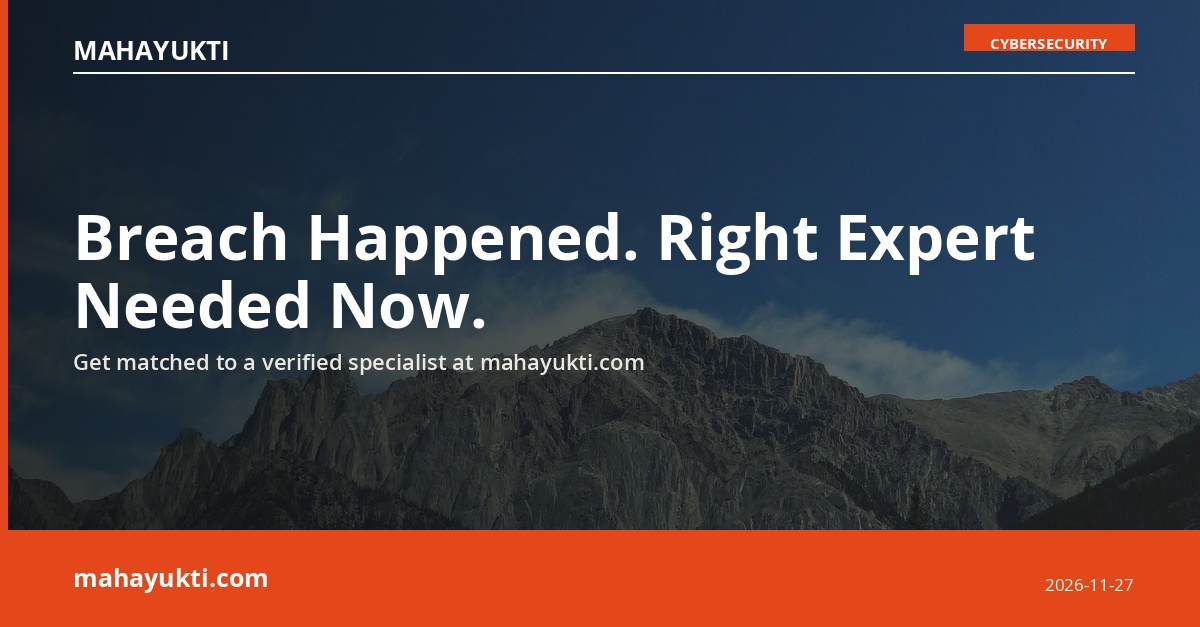 MAHAYUKTI
CYBERSECURITY
Breach Happened. Right Expert
Needed Now.
Get matched to a verified specialist at mahayukti.com
mahayukti.com
2026-11-27